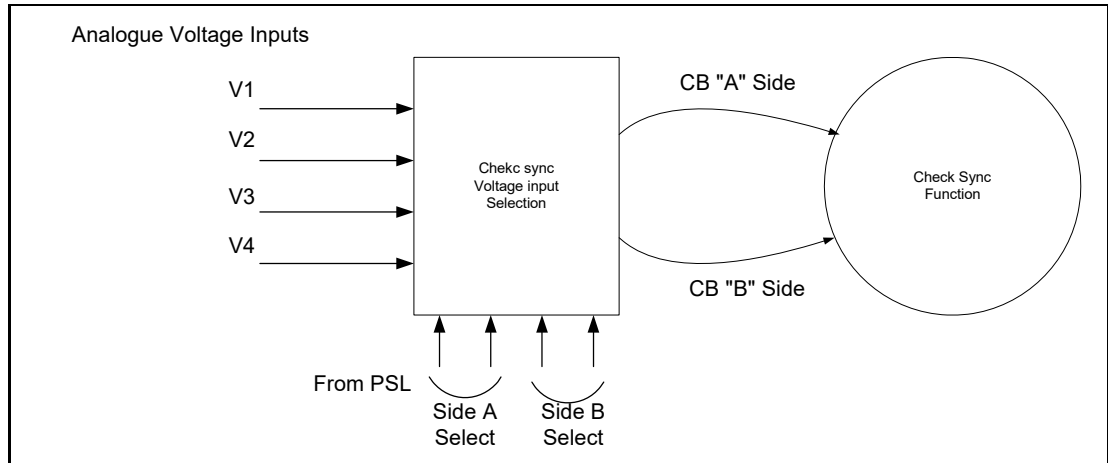 Analogue Voltage Inputs
V1
V2
V3
V4
Chekc sync
Voltage input
Selection
CB "A" Side
CB "B" Side
Check Sync
Function
From PSL
Side A
Select
Side B
Select